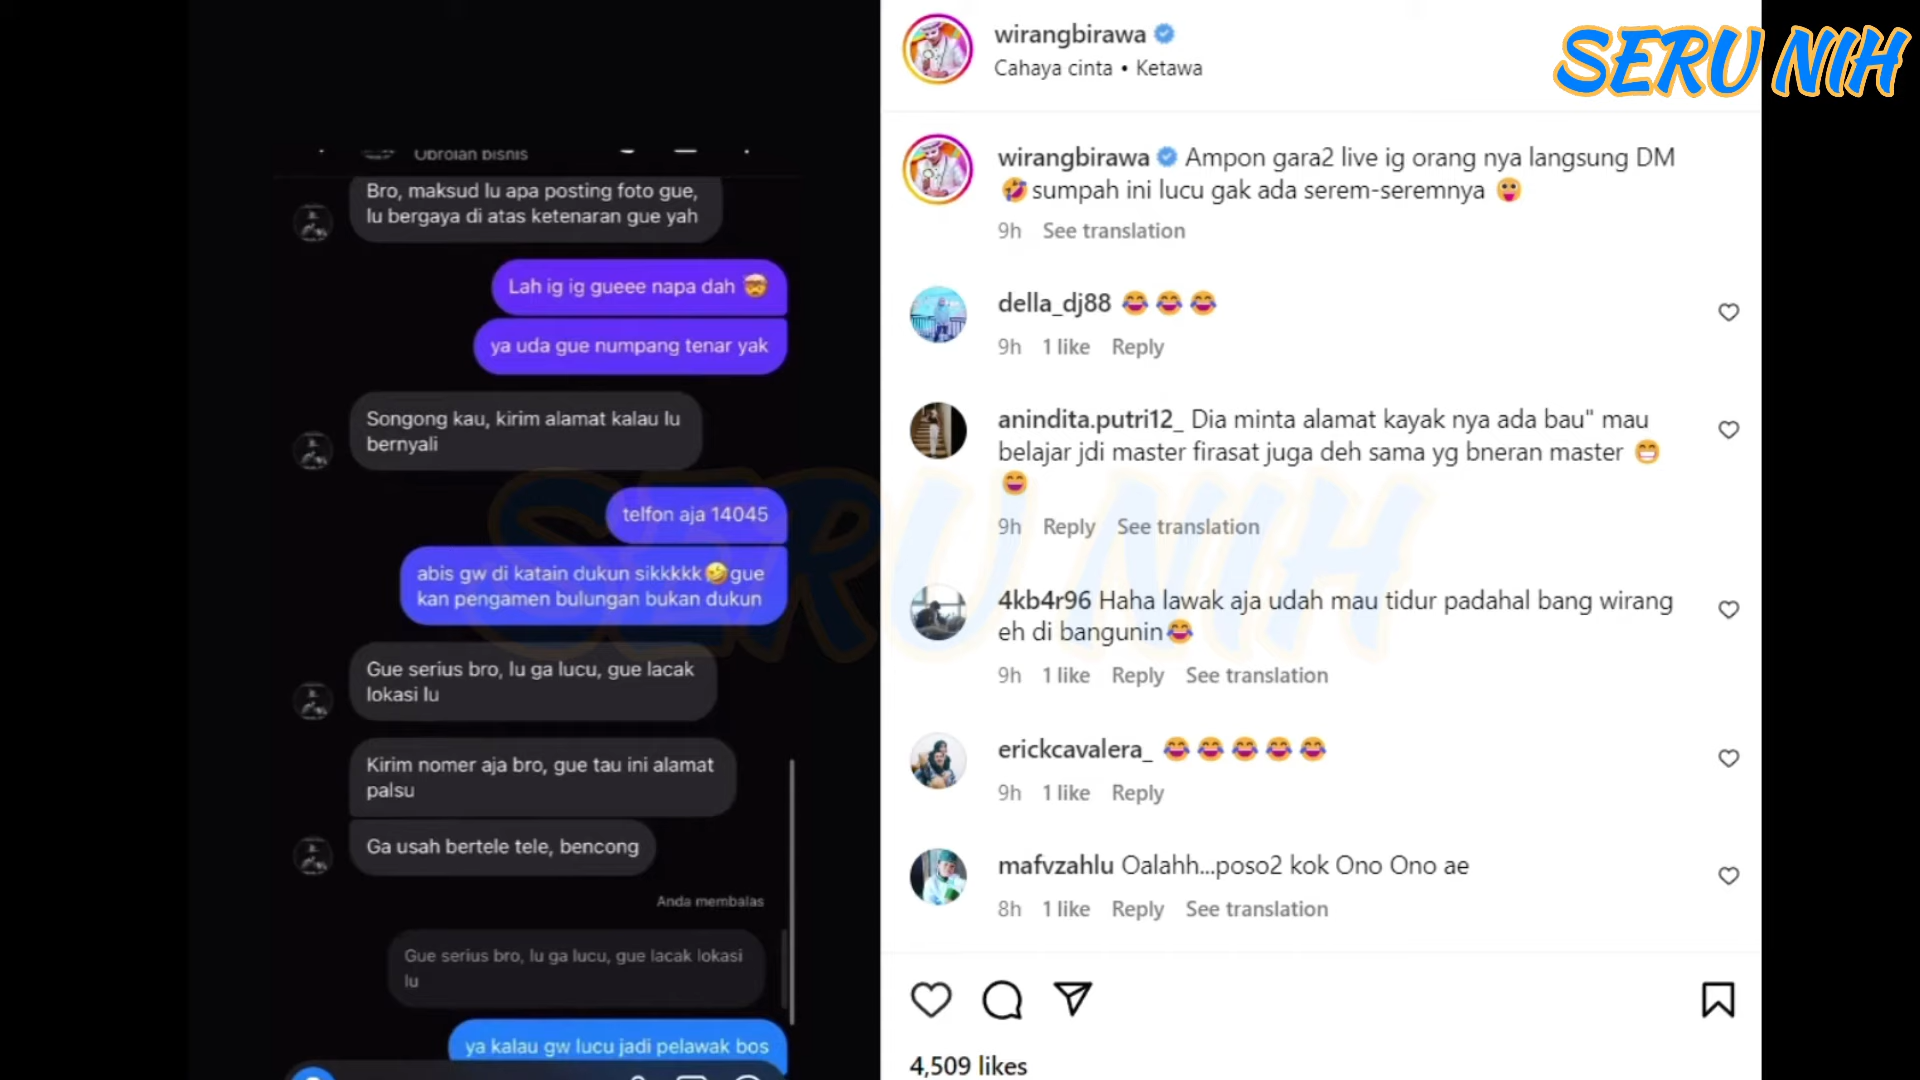 Obrolan bisnis
Bro, maksud lu apa posting foto gue,
lu bergaya di atas ketenaran gue yah
Lah ig ig gueee napa dah 🤯
ya uda gue numpang tenar yak
Songong kau, kirim alamat kalau lu
bernyali
telfon aja 14045
abis gw di katain dukun sikkkkk🤣gue
kan pengamen bulungan bukan dukun
Gue serius bro, lu ga lucu, gue lacak
lokasi lu
Kirim nomer aja bro, gue tau ini alamat
palsu
Ga usah bertele tele, bencong
Anda membalas
Gue serius bro, lu ga lucu, gue lacak lokasi
lu
ya kalau gw lucu jadi pelawak bos
wirangbirawa
Cahaya cinta • Ketawa
wirangbirawa Ampon gara2 live ig orang nya langsung DM
🤣sumpah ini lucu gak ada serem-seremnya 😛
9h See translation
della_dj88 😂 😂 😂
9h 1 like Reply
anindita.putri12_ Dia minta alamat kayak nya ada bau" mau
belajar jdi master firasat juga deh sama yg bneran master 😁
😄
9h Reply See translation
4kb4r96 Haha lawak aja udah mau tidur padahal bang wirang
eh di bangunin😂
9h 1 like Reply See translation
erickcavalera_ 😂 😂 😂 😂 😂
9h 1 like Reply
mafvzahlu Oalahh...poso2 kok Ono Ono ae
8h 1 like Reply See translation
4,509 likes
SERU NIH
SERU NIH